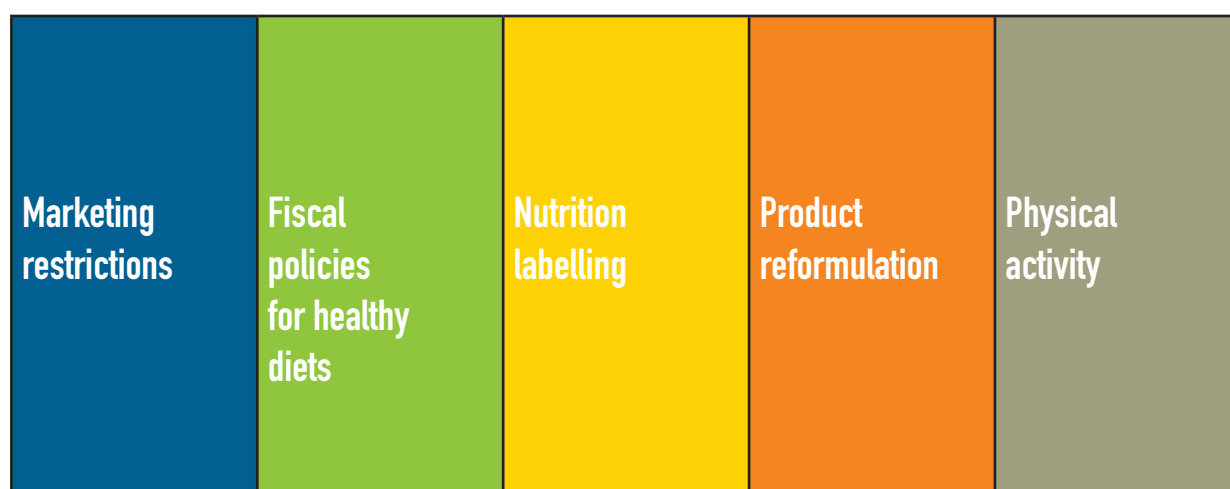 Marketing
restrictions
Fiscal
policies
for healthy
diets
Nutrition
labelling
Product
reformulation
Physical
activity